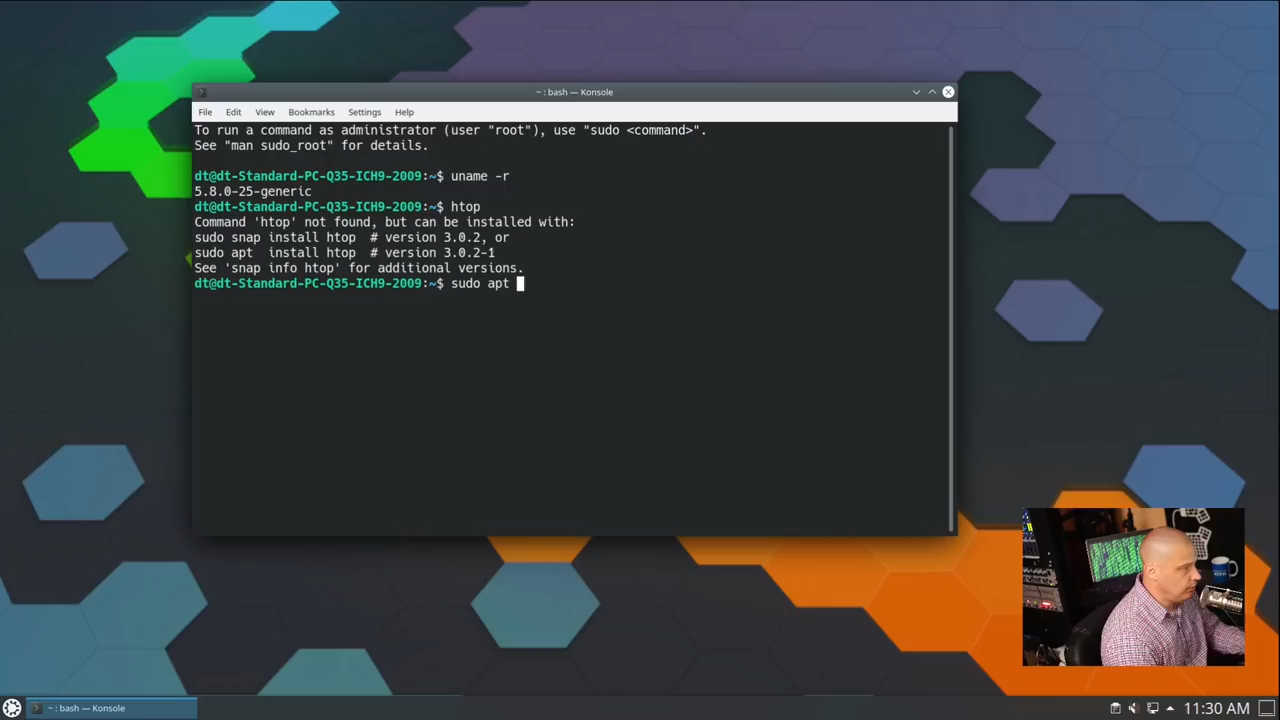 ~ : bash — Konsole
File Edit View Bookmarks Settings Help
To run a command as administrator (user "root"), use "sudo <command>".
See "man sudo_root" for details.
dt@dt-Standard-PC-Q35-ICH9-2009:~$ uname -r
5.8.0-25-generic
dt@dt-Standard-PC-Q35-ICH9-2009:~$ htop
Command 'htop' not found, but can be installed with:
sudo snap install htop  # version 3.0.2, or
sudo apt  install htop  # version 3.0.2-1
See 'snap info htop' for additional versions.
dt@dt-Standard-PC-Q35-ICH9-2009:~$ sudo apt
~ : bash — Konsole
11:30 AM